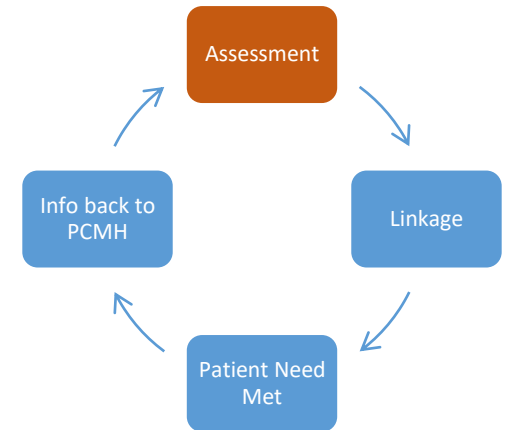 Assessment
Linkage
Patient Need
Met
Info back to
PCMH